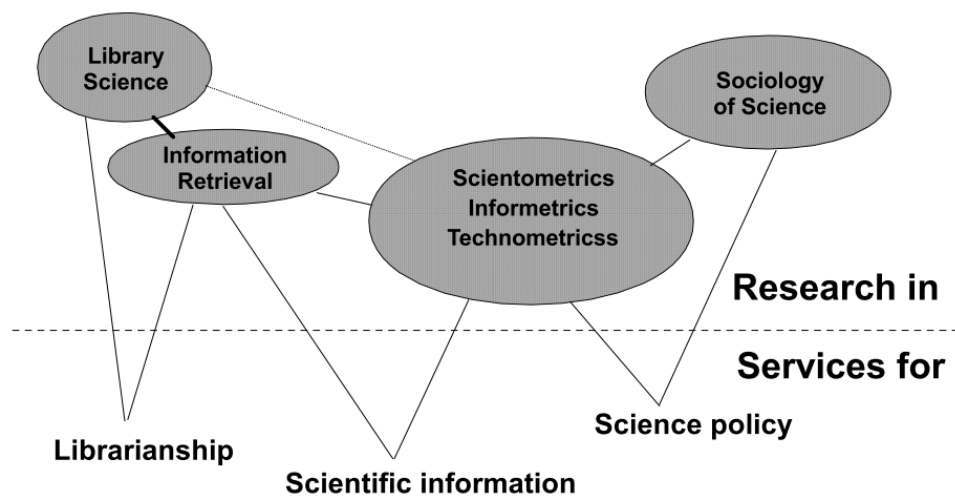 Library
Science
Sociology
of Science
Information
Retrieval
Scientometrics
Informetrics
Technometricss
Research in
Services for
Science policy
Librarianship
Scientific information